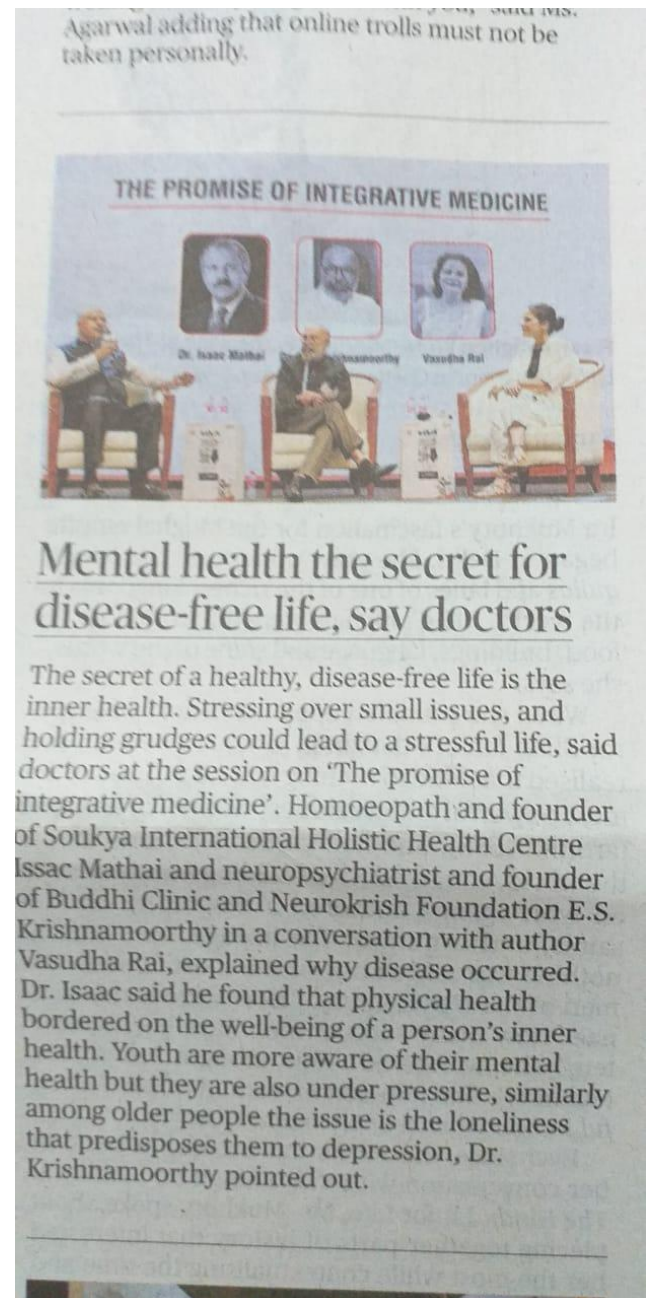 said Ms.
Agarwal adding that online trolls must not be
taken personally.
THE PROMISE OF INTEGRATIVE MEDICINE
Dr. Isaac Mathai
Vasudha Rai
Mental health the secret for
disease-free life, say doctors
The secret of a healthy, disease-free life is the
inner health. Stressing over small issues, and
holding grudges could lead to a stressful life, said
doctors at the session on ‘The promise of
integrative medicine’. Homoeopath and founder
of Soukya International Holistic Health Centre
Issac Mathai and neuropsychiatrist and founder
of Buddhi Clinic and Neurokrish Foundation E.S.
Krishnamoorthy in a conversation with author
Vasudha Rai, explained why disease occurred.
Dr. Isaac said he found that physical health
bordered on the well-being of a person’s inner
health. Youth are more aware of their mental
health but they are also under pressure, similarly
among older people the issue is the loneliness
that predisposes them to depression, Dr.
Krishnamoorthy pointed out.